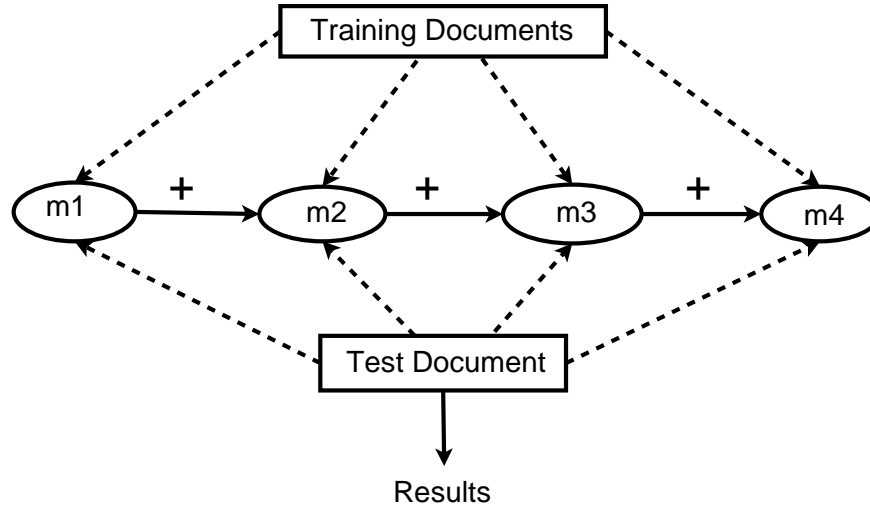 Training Documents
+ + +
m1 m2 m3 m4
Test Document
Results